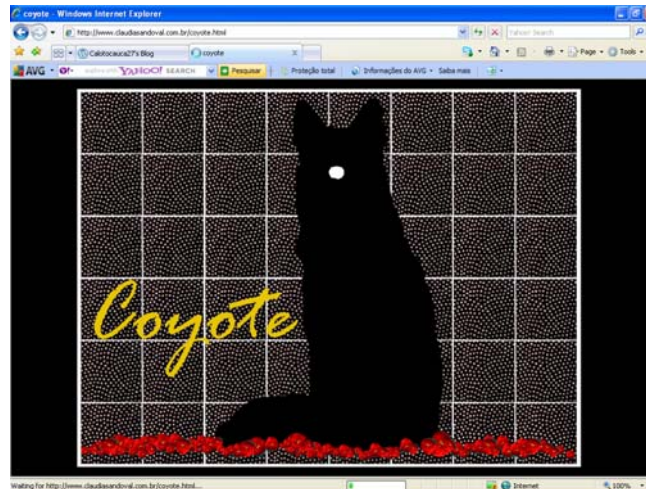 coyote - Windows Internet Explorer
http://www.claudiasandoval.com.br/coyote.html
Yahoo! Search
Calotocauca27's Blog
coyote
Page
Tools
AVG
YAHOO! SEARCH
Pesquisar
Proteção total
Informações do AVG
Saiba mais
Coyote
Waiting for http://www.claudiasandoval.com.br/coyote.html...
Internet
100%